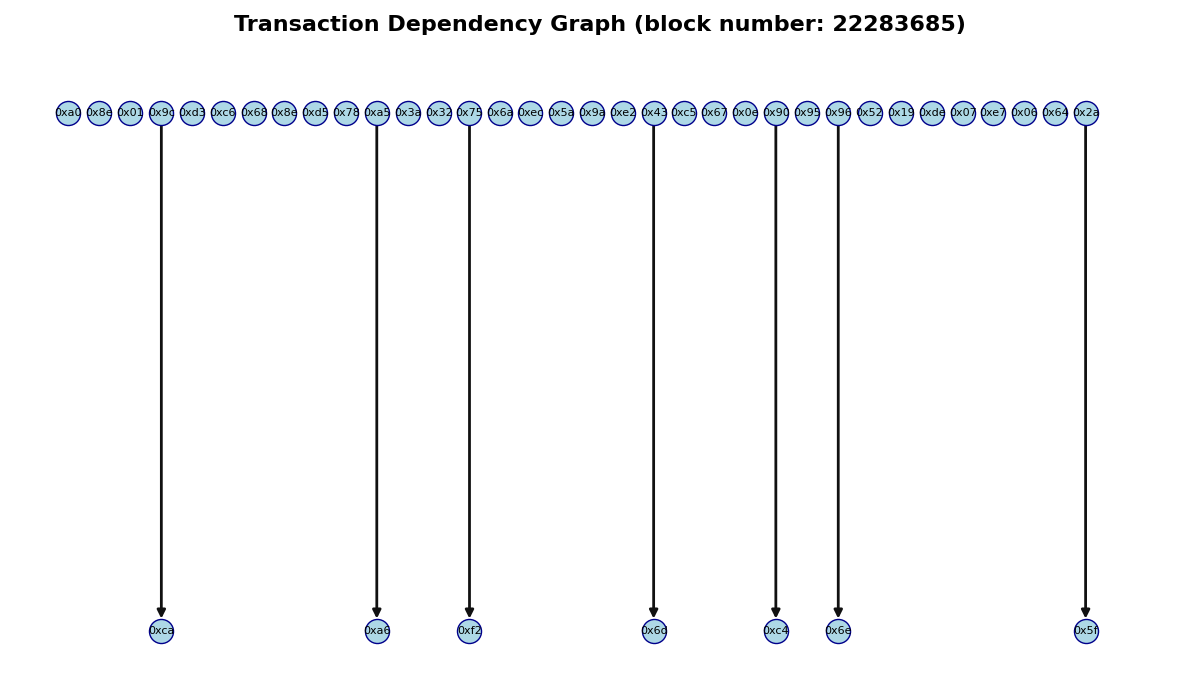 Transaction Dependency Graph (block number: 22283685)
0xa0 0x8e 0x01 0x9c 0xd3 0xc6 0x68 0x8e 0xd5 0x78 0xa5 0x3a 0x32 0x75 0x6a 0xec 0x5a 0x9a 0xe2 0x43 0xc5 0x67 0x0e 0x90 0x95 0x96 0x52 0x19 0xde 0x07 0xe7 0x06 0x64 0x2a
0xca 0xa6 0xf2 0x6d 0xc4 0x6e 0x5f